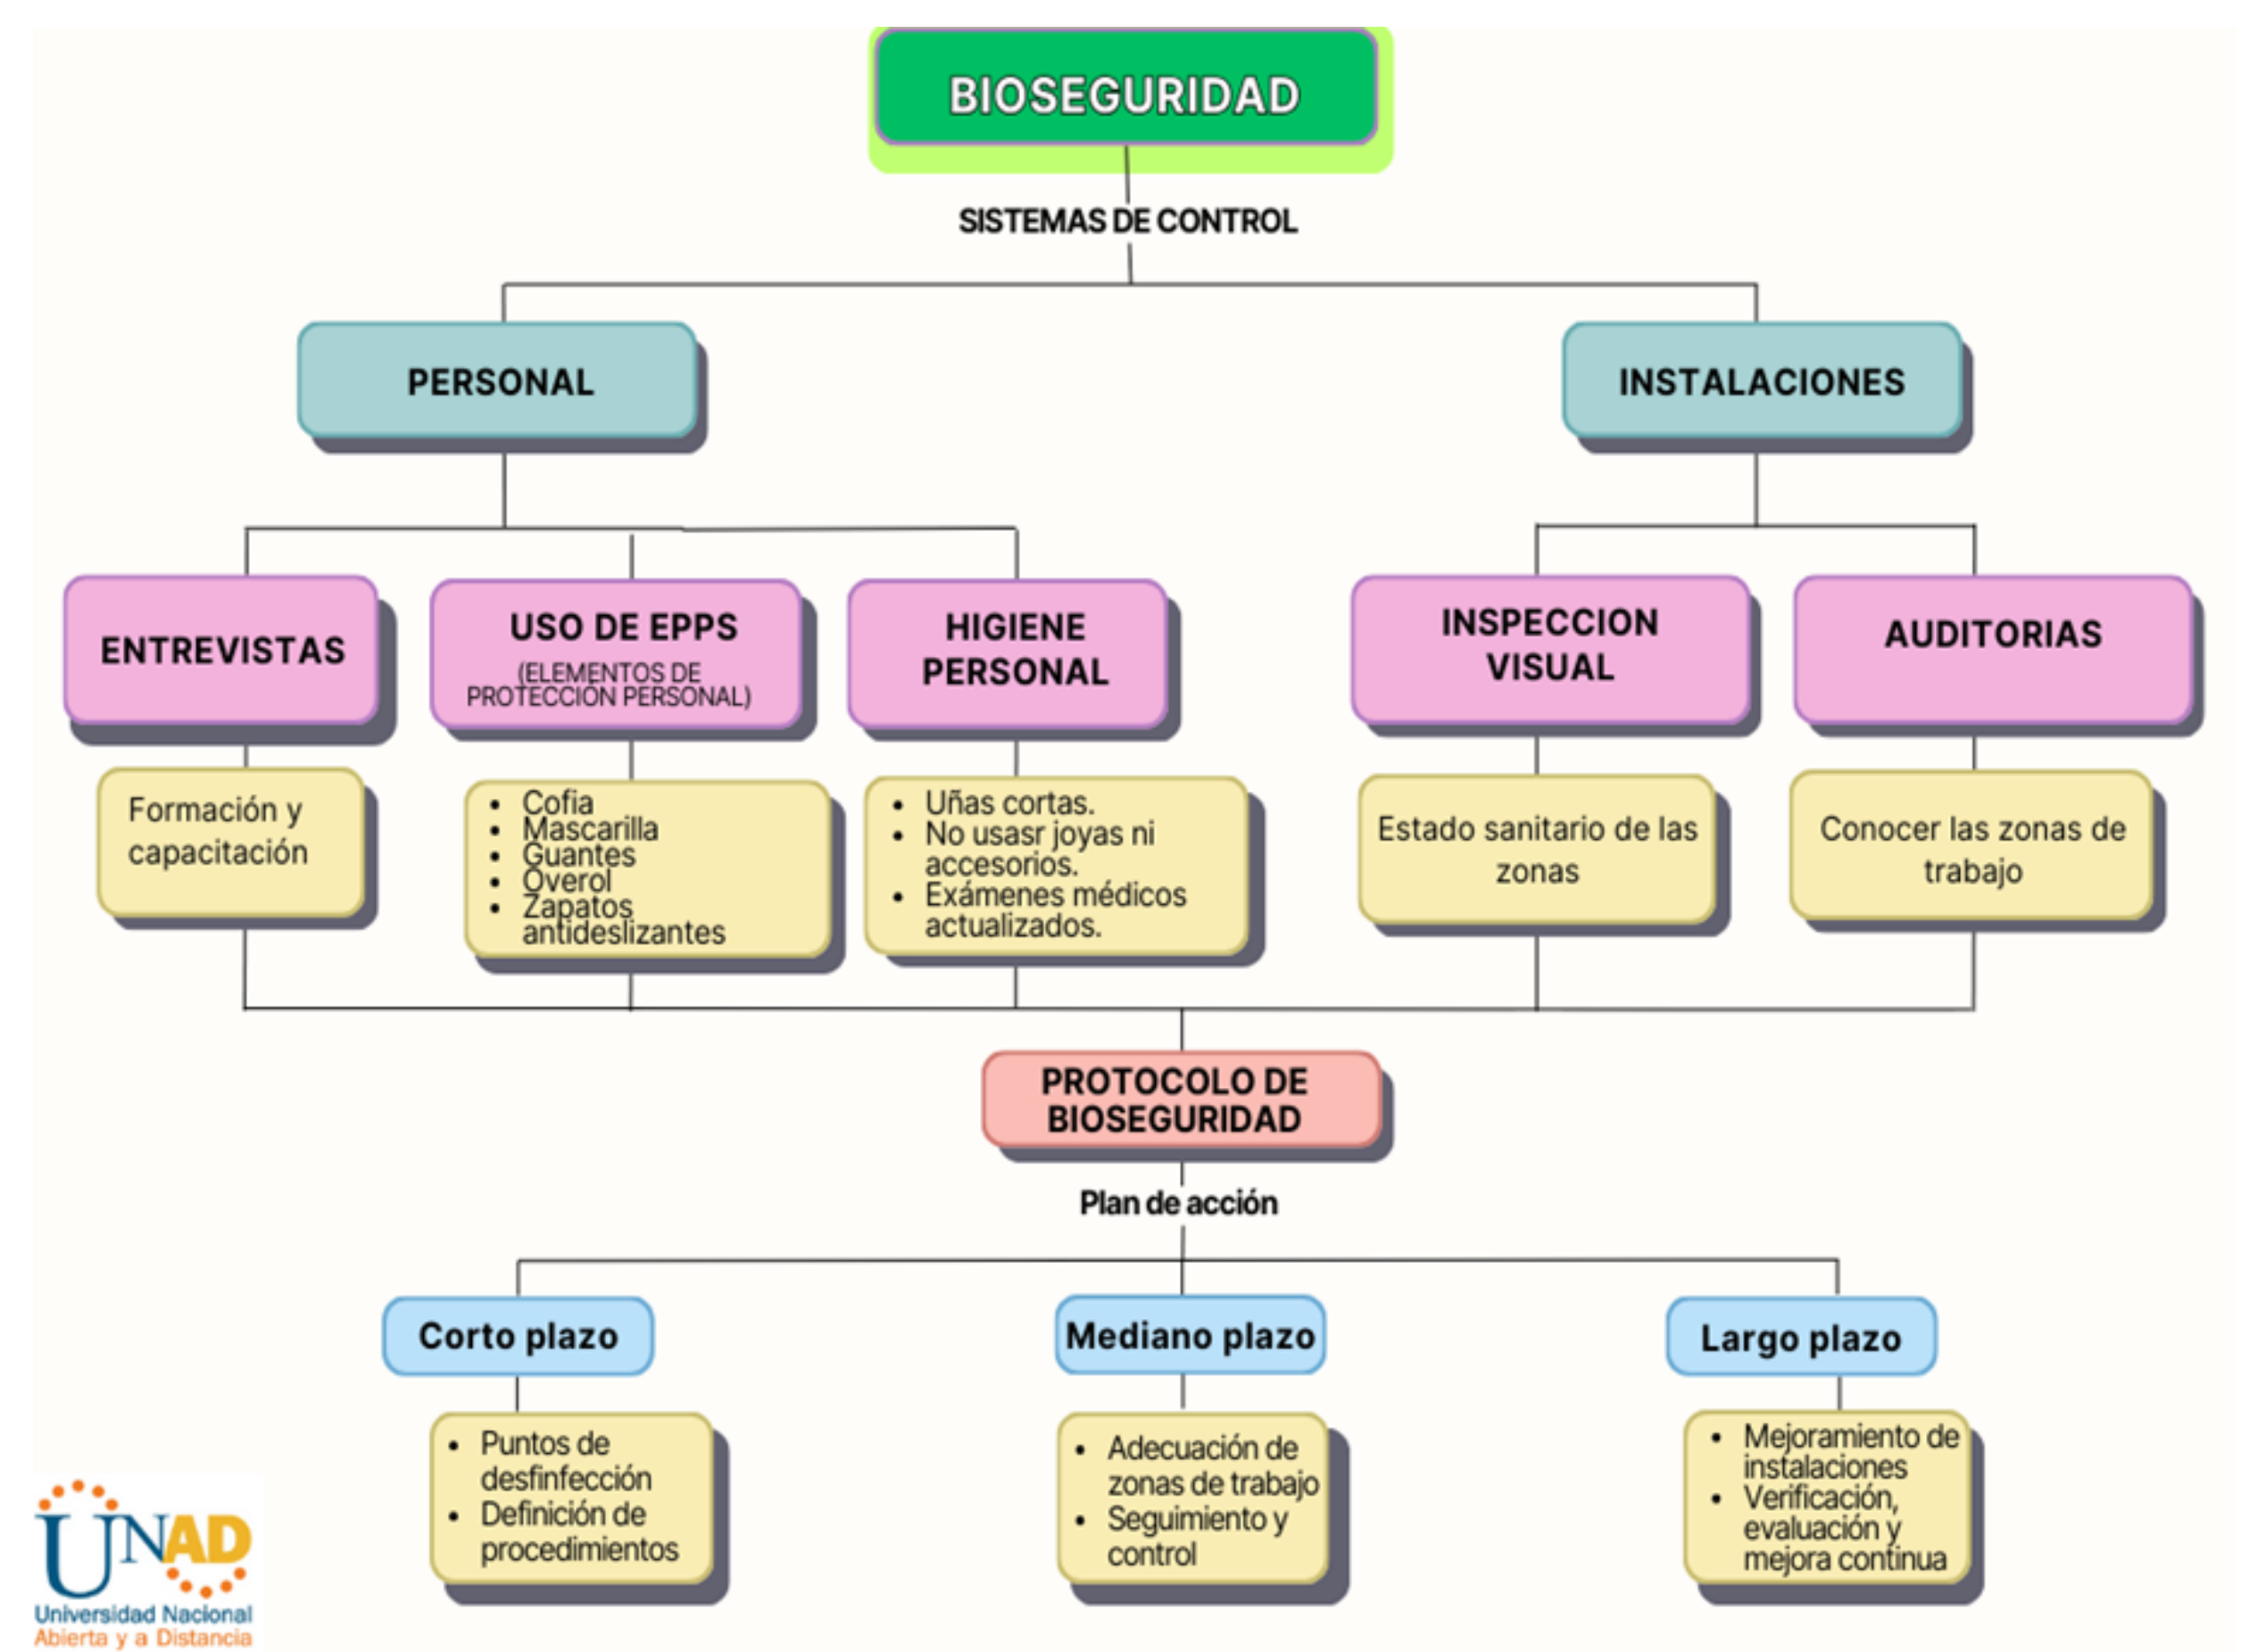 BIOSEGURIDAD
SISTEMAS DE CONTROL
PERSONAL
INSTALACIONES
ENTREVISTAS
USO DE EPPS
(ELEMENTOS DE
PROTECCIÓN PERSONAL)
HIGIENE
PERSONAL
INSPECCION
VISUAL
AUDITORIAS
Formación y
capacitación
• Cofia
• Mascarilla
• Guantes
• Overol
• Zapatos
antideslizantes
• Uñas cortas.
• No usasr joyas ni
accesorios.
• Exámenes médicos
actualizados.
Estado sanitario de las
zonas
Conocer las zonas de
trabajo
PROTOCOLO DE
BIOSEGURIDAD
Plan de acción
Corto plazo
Mediano plazo
Largo plazo
• Puntos de
desfinfección
• Definición de
procedimientos
• Adecuación de
zonas de trabajo
• Seguimiento y
control
• Mejoramiento de
instalaciones
• Verificación,
evaluación y
mejora continua
UNAD
Universidad Nacional
Abierta y a Distancia